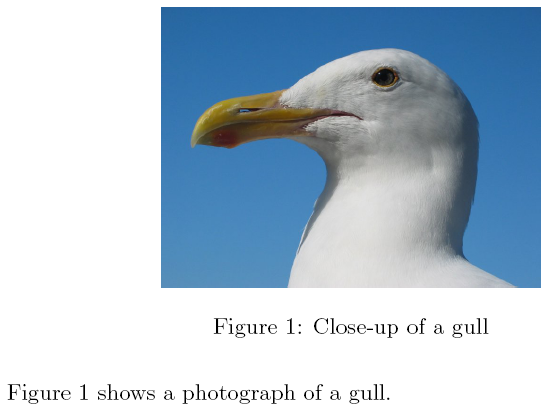 Figure 1: Close-up of a gull
Figure 1 shows a photograph of a gull.